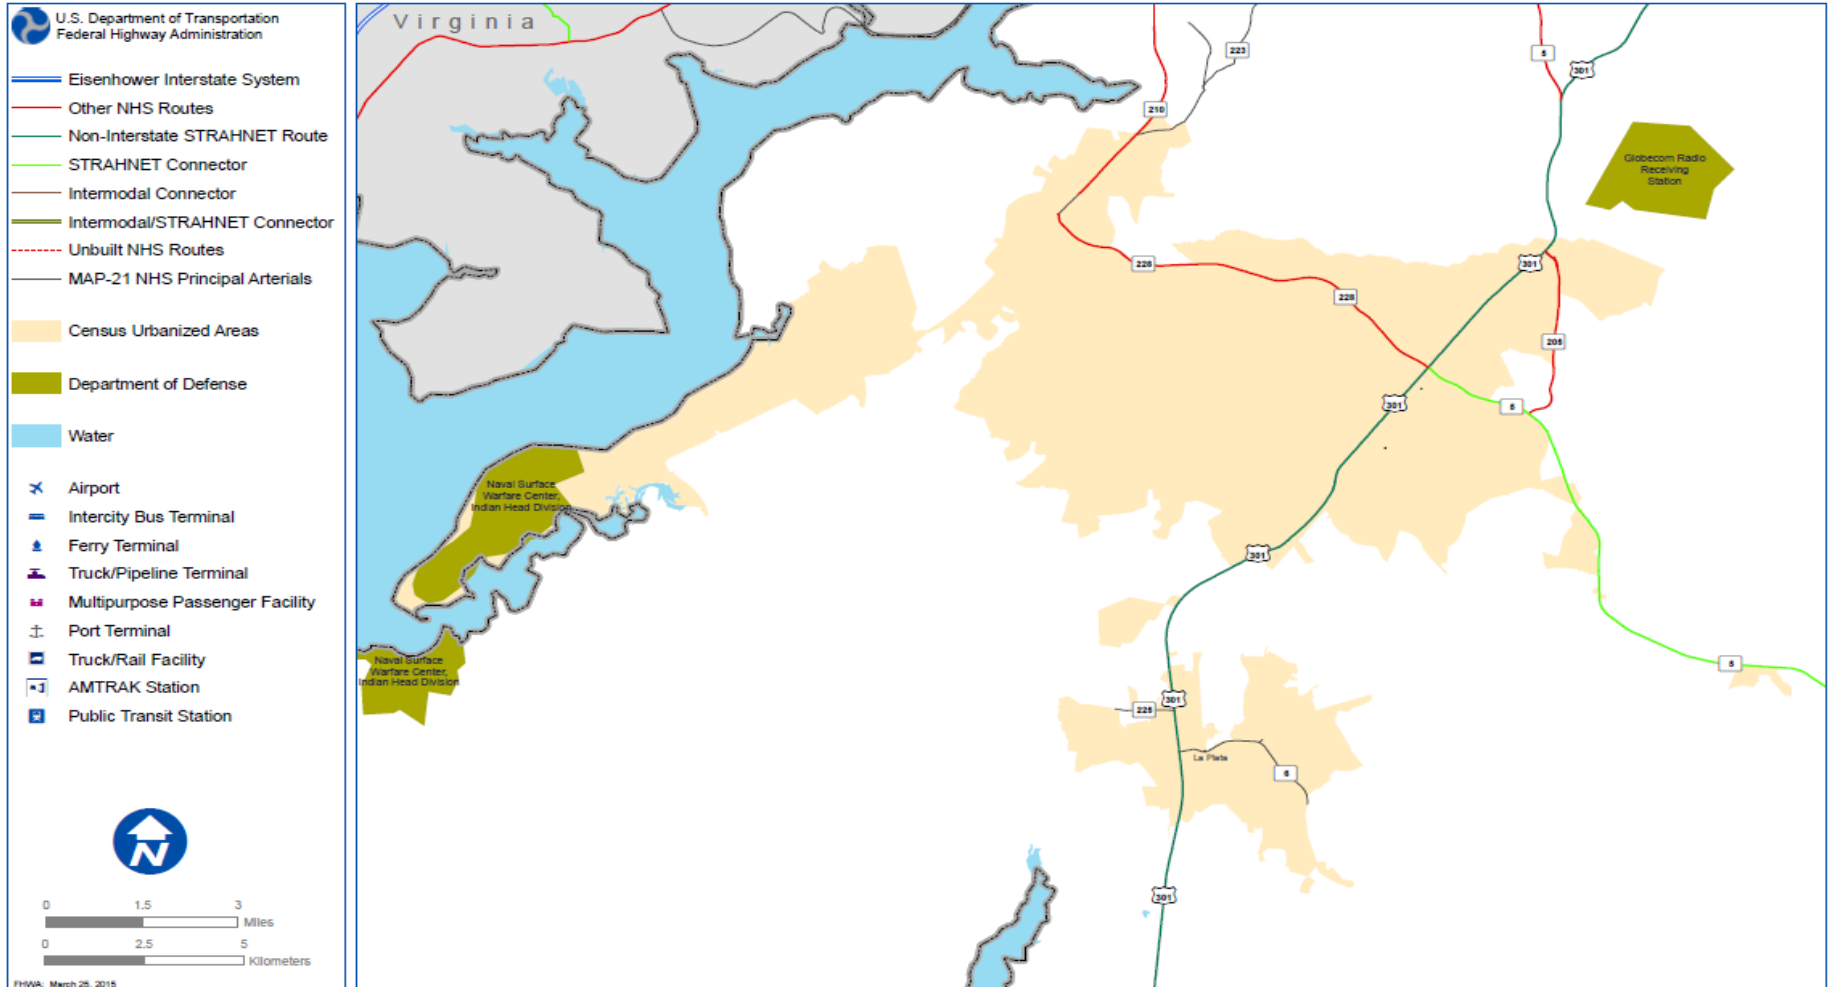 U.S. Department of Transportation
Federal Highway Administration
Eisenhower Interstate System
Other NHS Routes
Non-Interstate STRAHNET Route
STRAHNET Connector
Intermodal Connector
Intermodal/STRAHNET Connector
Unbuilt NHS Routes
MAP-21 NHS Principal Arterials
Census Urbanized Areas
Department of Defense
Water
Airport
Intercity Bus Terminal
Ferry Terminal
Truck/Pipeline Terminal
Multipurpose Passenger Facility
Port Terminal
Truck/Rail Facility
AMTRAK Station
Public Transit Station
N
0 1.5 3
Miles
0 2.5 5
Kilometers
FHWA: March 25, 2015
Virginia
223
5
301
210
Globecom Radio
Receiving
Station
228
301
228
205
301
5
Naval Surface
Warfare Center,
Indian Head Division
301
Naval Surface
Warfare Center,
Indian Head Division
5
301
225
La Plata
6
301